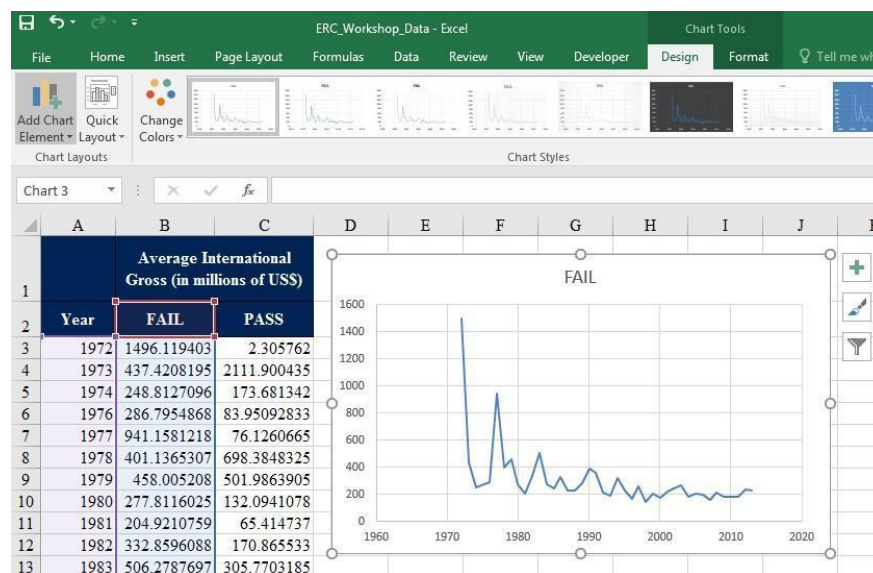 ERC_Workshop_Data - Excel
Chart Tools
File Home Insert Page Layout Formulas Data Review View Developer Design Format Tell me
Add Chart Element Quick Layout Change Colors
Chart Layouts
Chart Styles
Chart 3 fx
A B C D E F G H I J
1 Average International
Gross (in millions of US$)
2 Year FAIL PASS
3 1972 1496.119403 2.305762
4 1973 437.4208195 2111.900435
5 1974 248.8127096 173.681342
6 1976 286.7954868 83.95092833
7 1977 941.1581218 76.1260665
8 1978 401.1365307 698.3848325
9 1979 458.005208 501.9863905
10 1980 277.8116025 132.0941078
11 1981 204.9210759 65.414737
12 1982 332.8596088 170.865533
13 1983 506.2787697 305.7703185
FAIL
1600
1400
1200
1000
800
600
400
200
0
1960 1970 1980 1990 2000 2010 2020